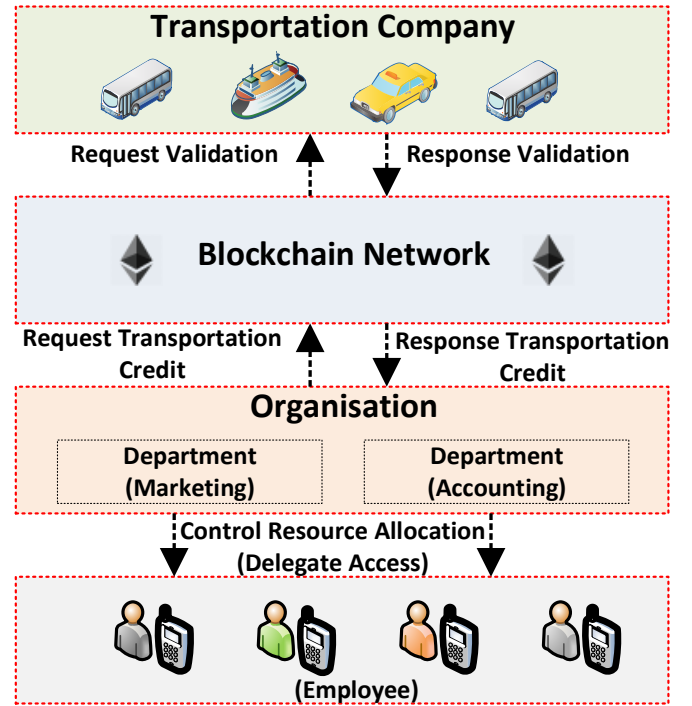 Transportation Company
Request Validation
Response Validation
Blockchain Network
Request Transportation
Credit
Response Transportation
Credit
Organisation
Department
(Marketing)
Department
(Accounting)
Control Resource Allocation
(Delegate Access)
(Employee)